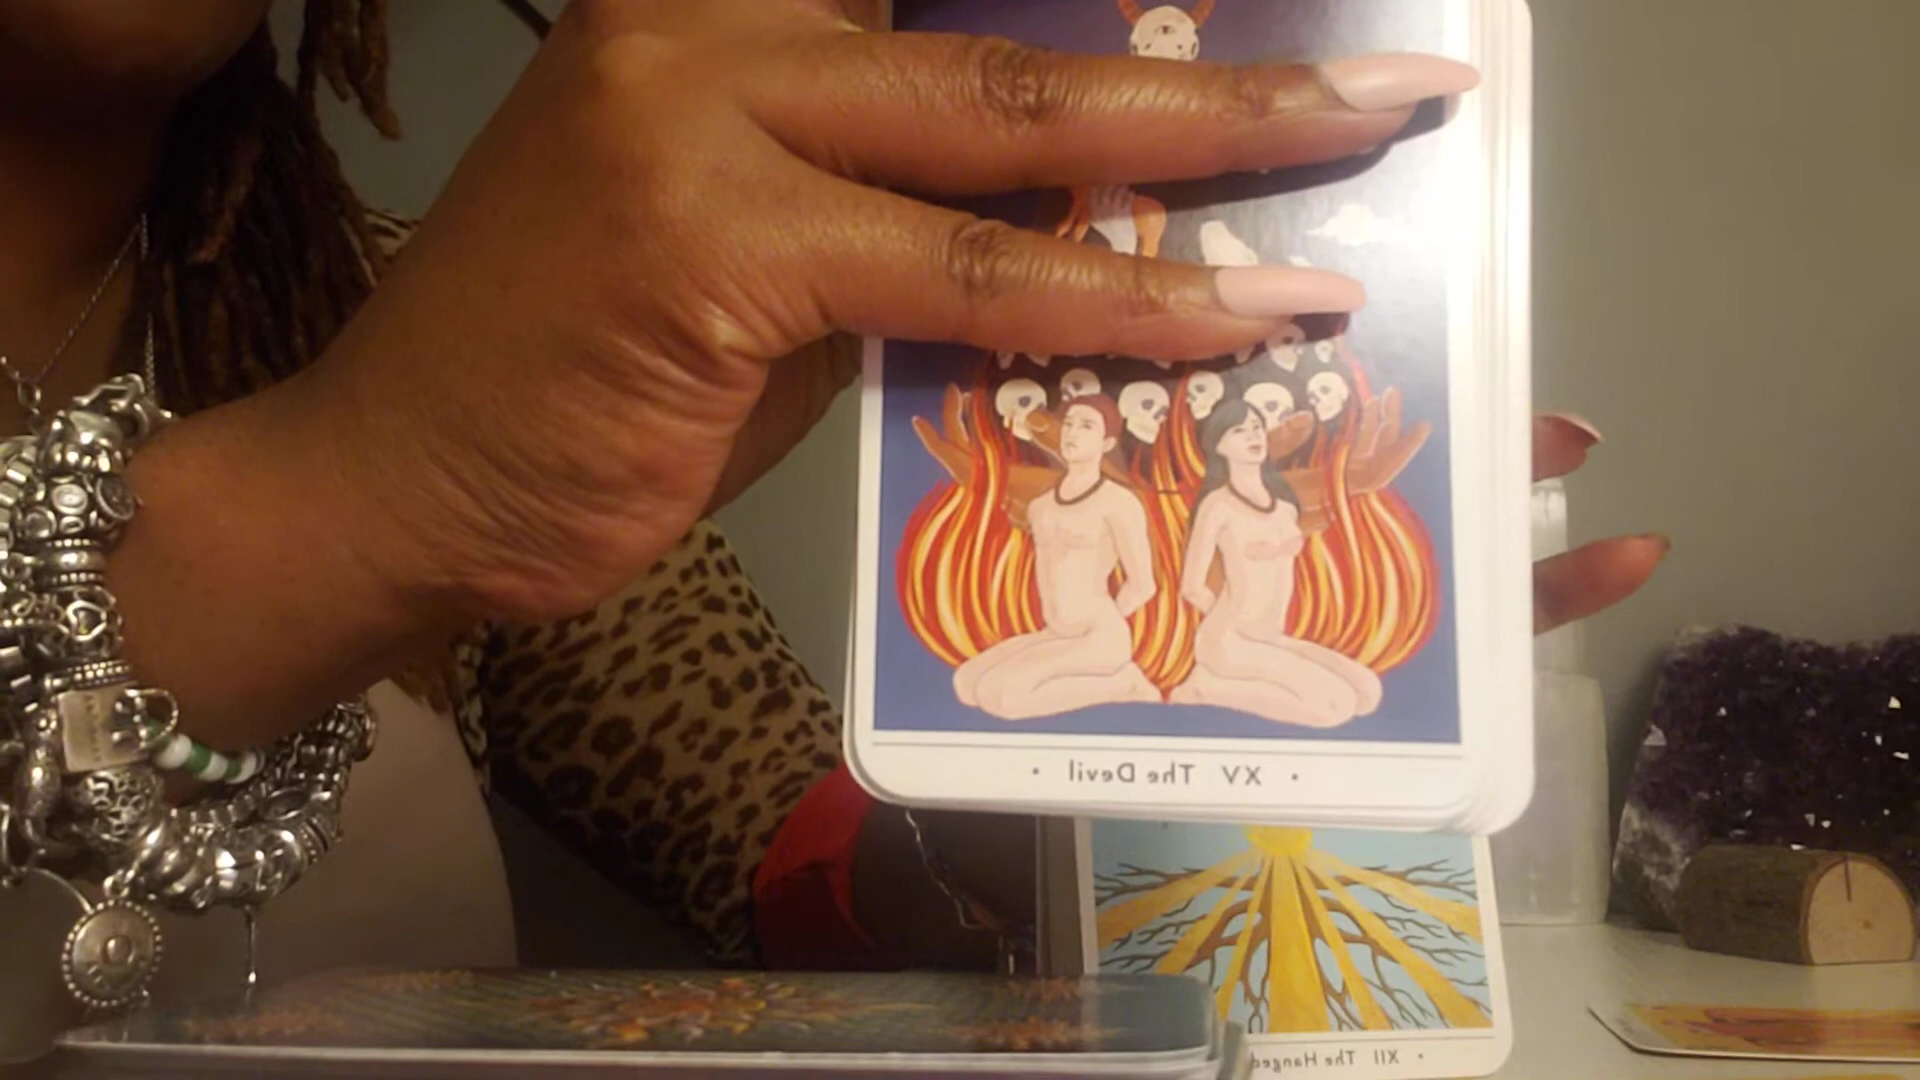 • XV The Devil •
• XII The Hanged